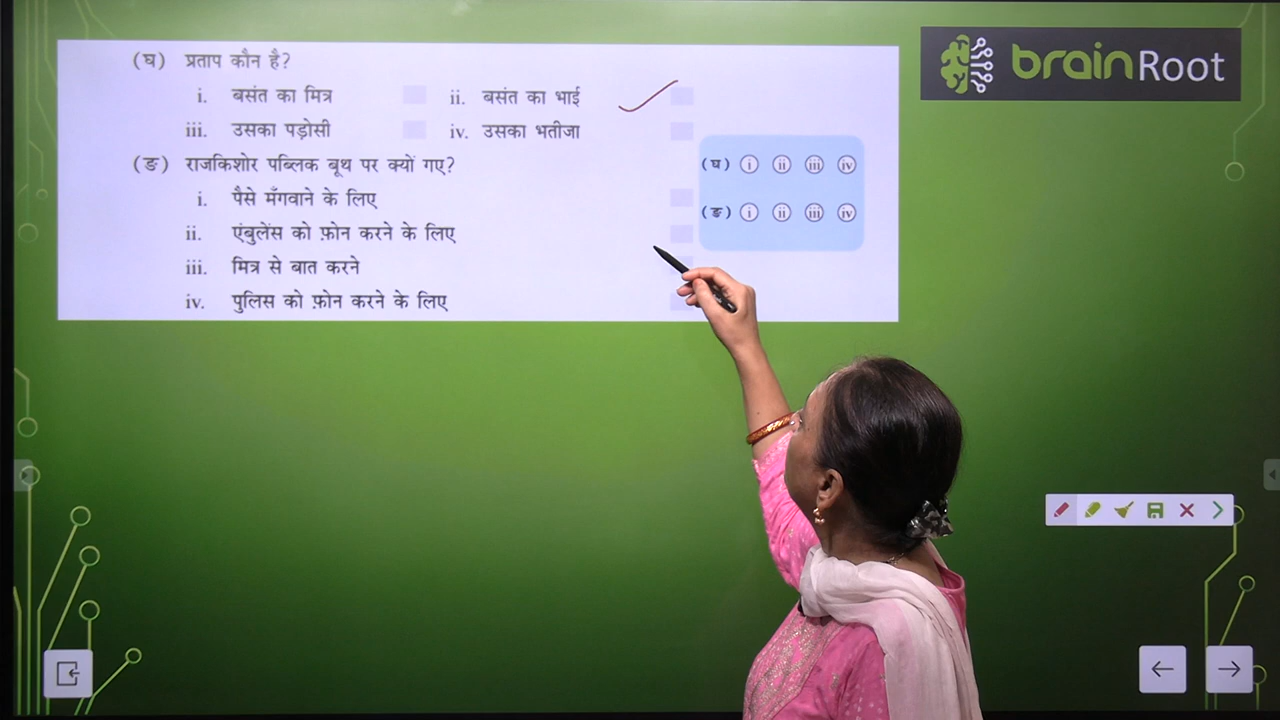 (घ) प्रताप कौन है?
i. बसंत का मित्र ii. बसंत का भाई
iii. उसका पड़ोसी iv. उसका भतीजा
(ङ) राजकिशोर पब्लिक बूथ पर क्यों गए?
i. पैसे मँगवाने के लिए
ii. एंबुलेंस को फ़ोन करने के लिए
iii. मित्र से बात करने
iv. पुलिस को फ़ोन करने के लिए
(घ) i ii iii iv
(ङ) i ii iii iv
brainRoot